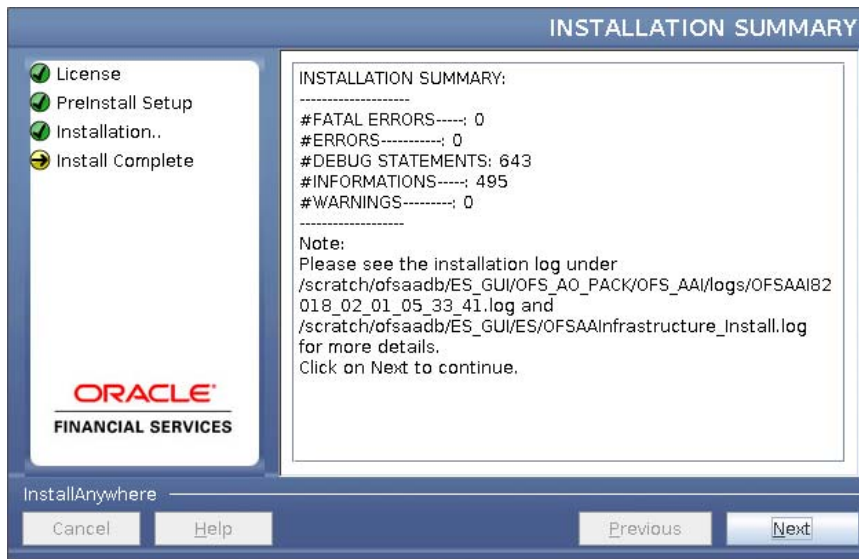 INSTALLATION SUMMARY
License
PreInstall Setup
Installation..
Install Complete
ORACLE
FINANCIAL SERVICES
INSTALLATION SUMMARY:
--------------------
#FATAL ERRORS-----: 0
#ERRORS-----------: 0
#DEBUG STATEMENTS: 643
#INFORMATIONS-----: 495
#WARNINGS---------: 0
-------------------
Note:
Please see the installation log under
/scratch/ofsaadb/ES_GUI/OFS_AO_PACK/OFS_AAI/logs/OFSAAI82
018_02_01_05_33_41.log and
/scratch/ofsaadb/ES_GUI/ES/OFSAAInfrastructure_Install.log
for more details.
Click on Next to continue.
InstallAnywhere
Cancel
Help
Previous
Next